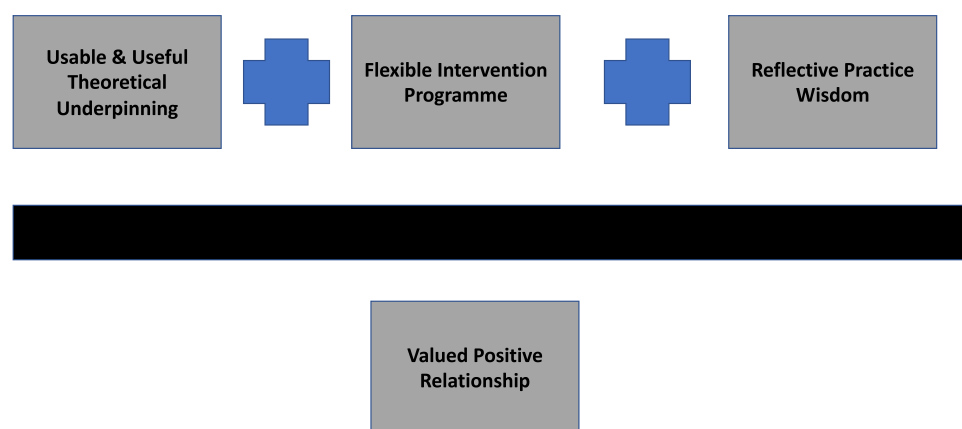 Usable & Useful
Theoretical
Underpinning
Flexible Intervention
Programme
Reflective Practice
Wisdom
Valued Positive
Relationship